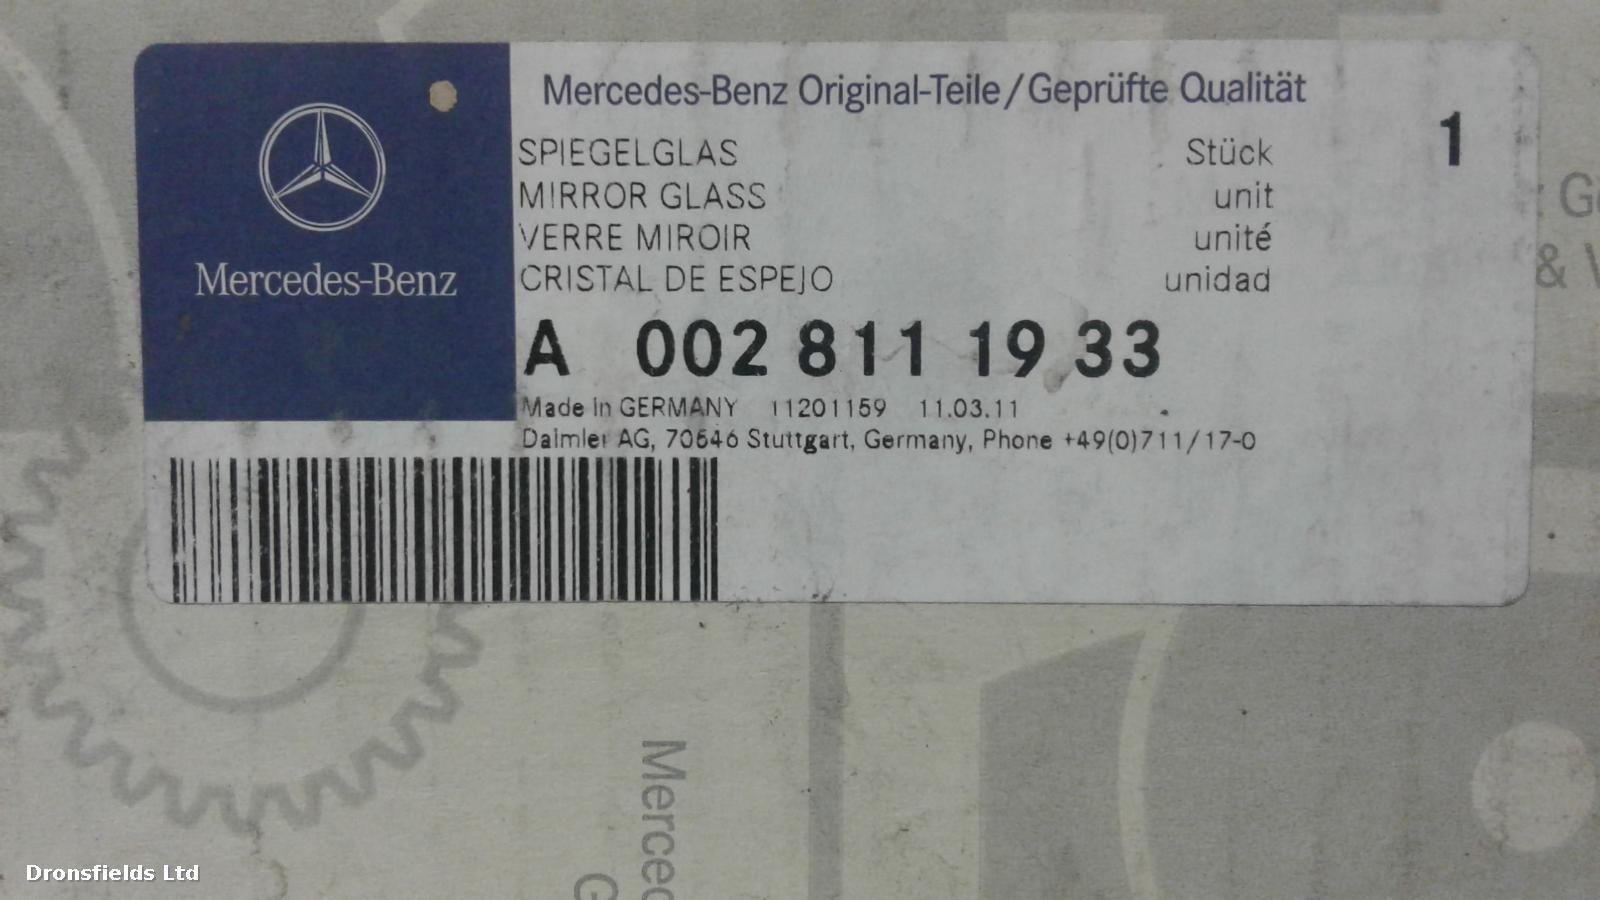 Mercedes-Benz
Mercedes-Benz Original-Teile/Geprüfte Qualität
SPIEGELGLAS Stück 1
MIRROR GLASS unit
VERRE MIROIR unité
CRISTAL DE ESPEJO unidad
A 002 811 19 33
Made in GERMANY 11201159 11.03.11
Daimler AG, 70546 Stuttgart, Germany, Phone +49(0)711/17-0
&
Dronsfields Ltd